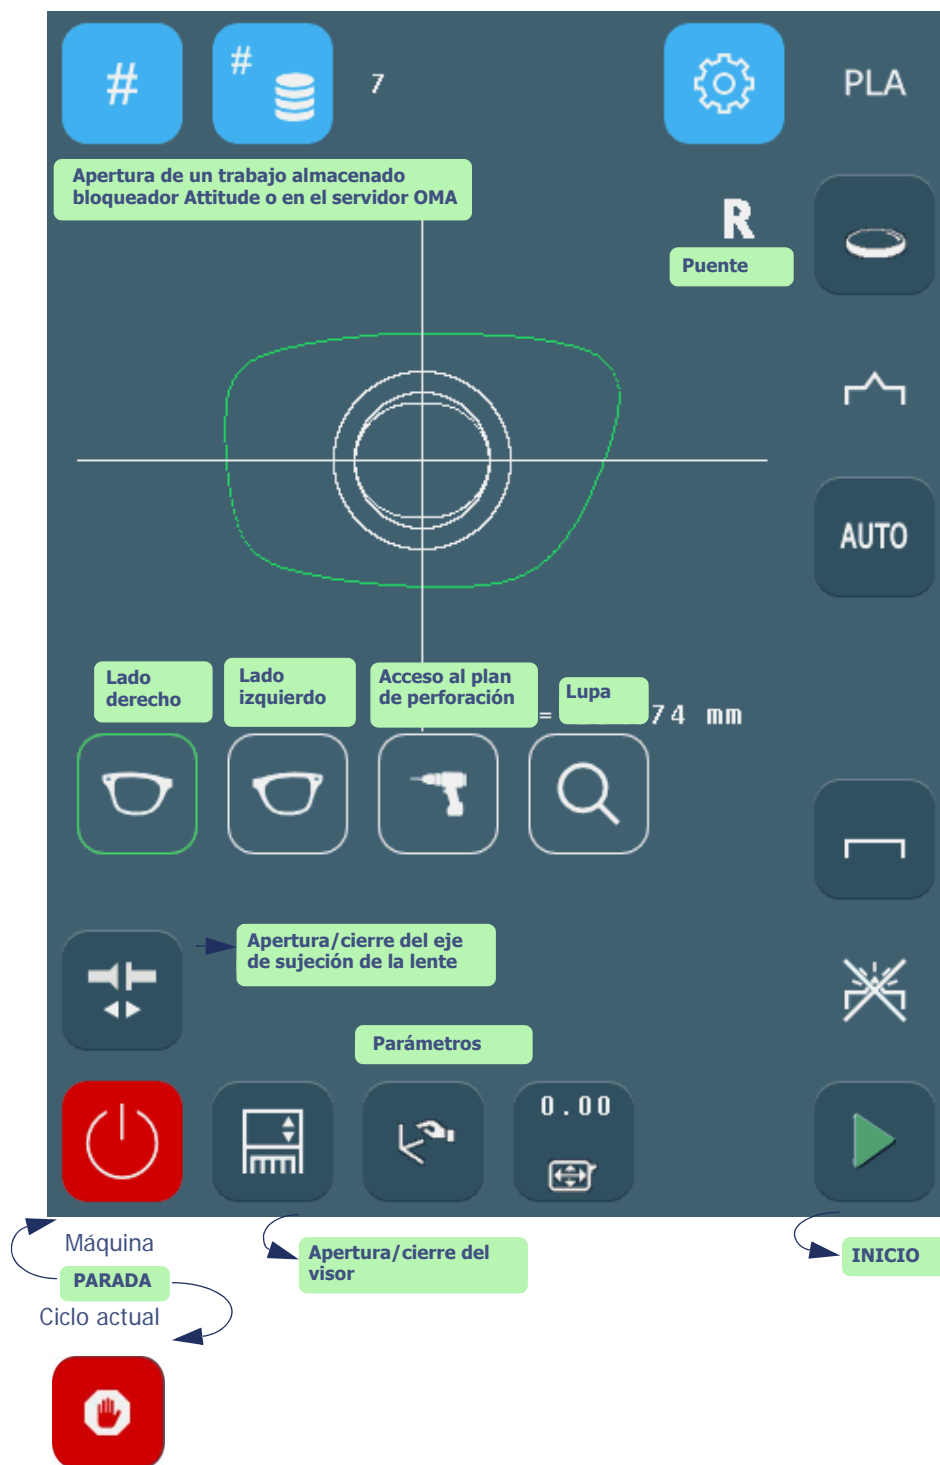 #
#
7
PLA
Apertura de un trabajo almacenado
bloqueador Attitude o en el servidor OMA
R
Puente
AUTO
Lado
derecho
Lado
izquierdo
Acceso al plan
de perforación
Lupa
= 74 mm
Apertura/cierre del eje
de sujeción de la lente
Parámetros
0.00
Máquina
PARADA
Ciclo actual
Apertura/cierre del
visor
INICIO